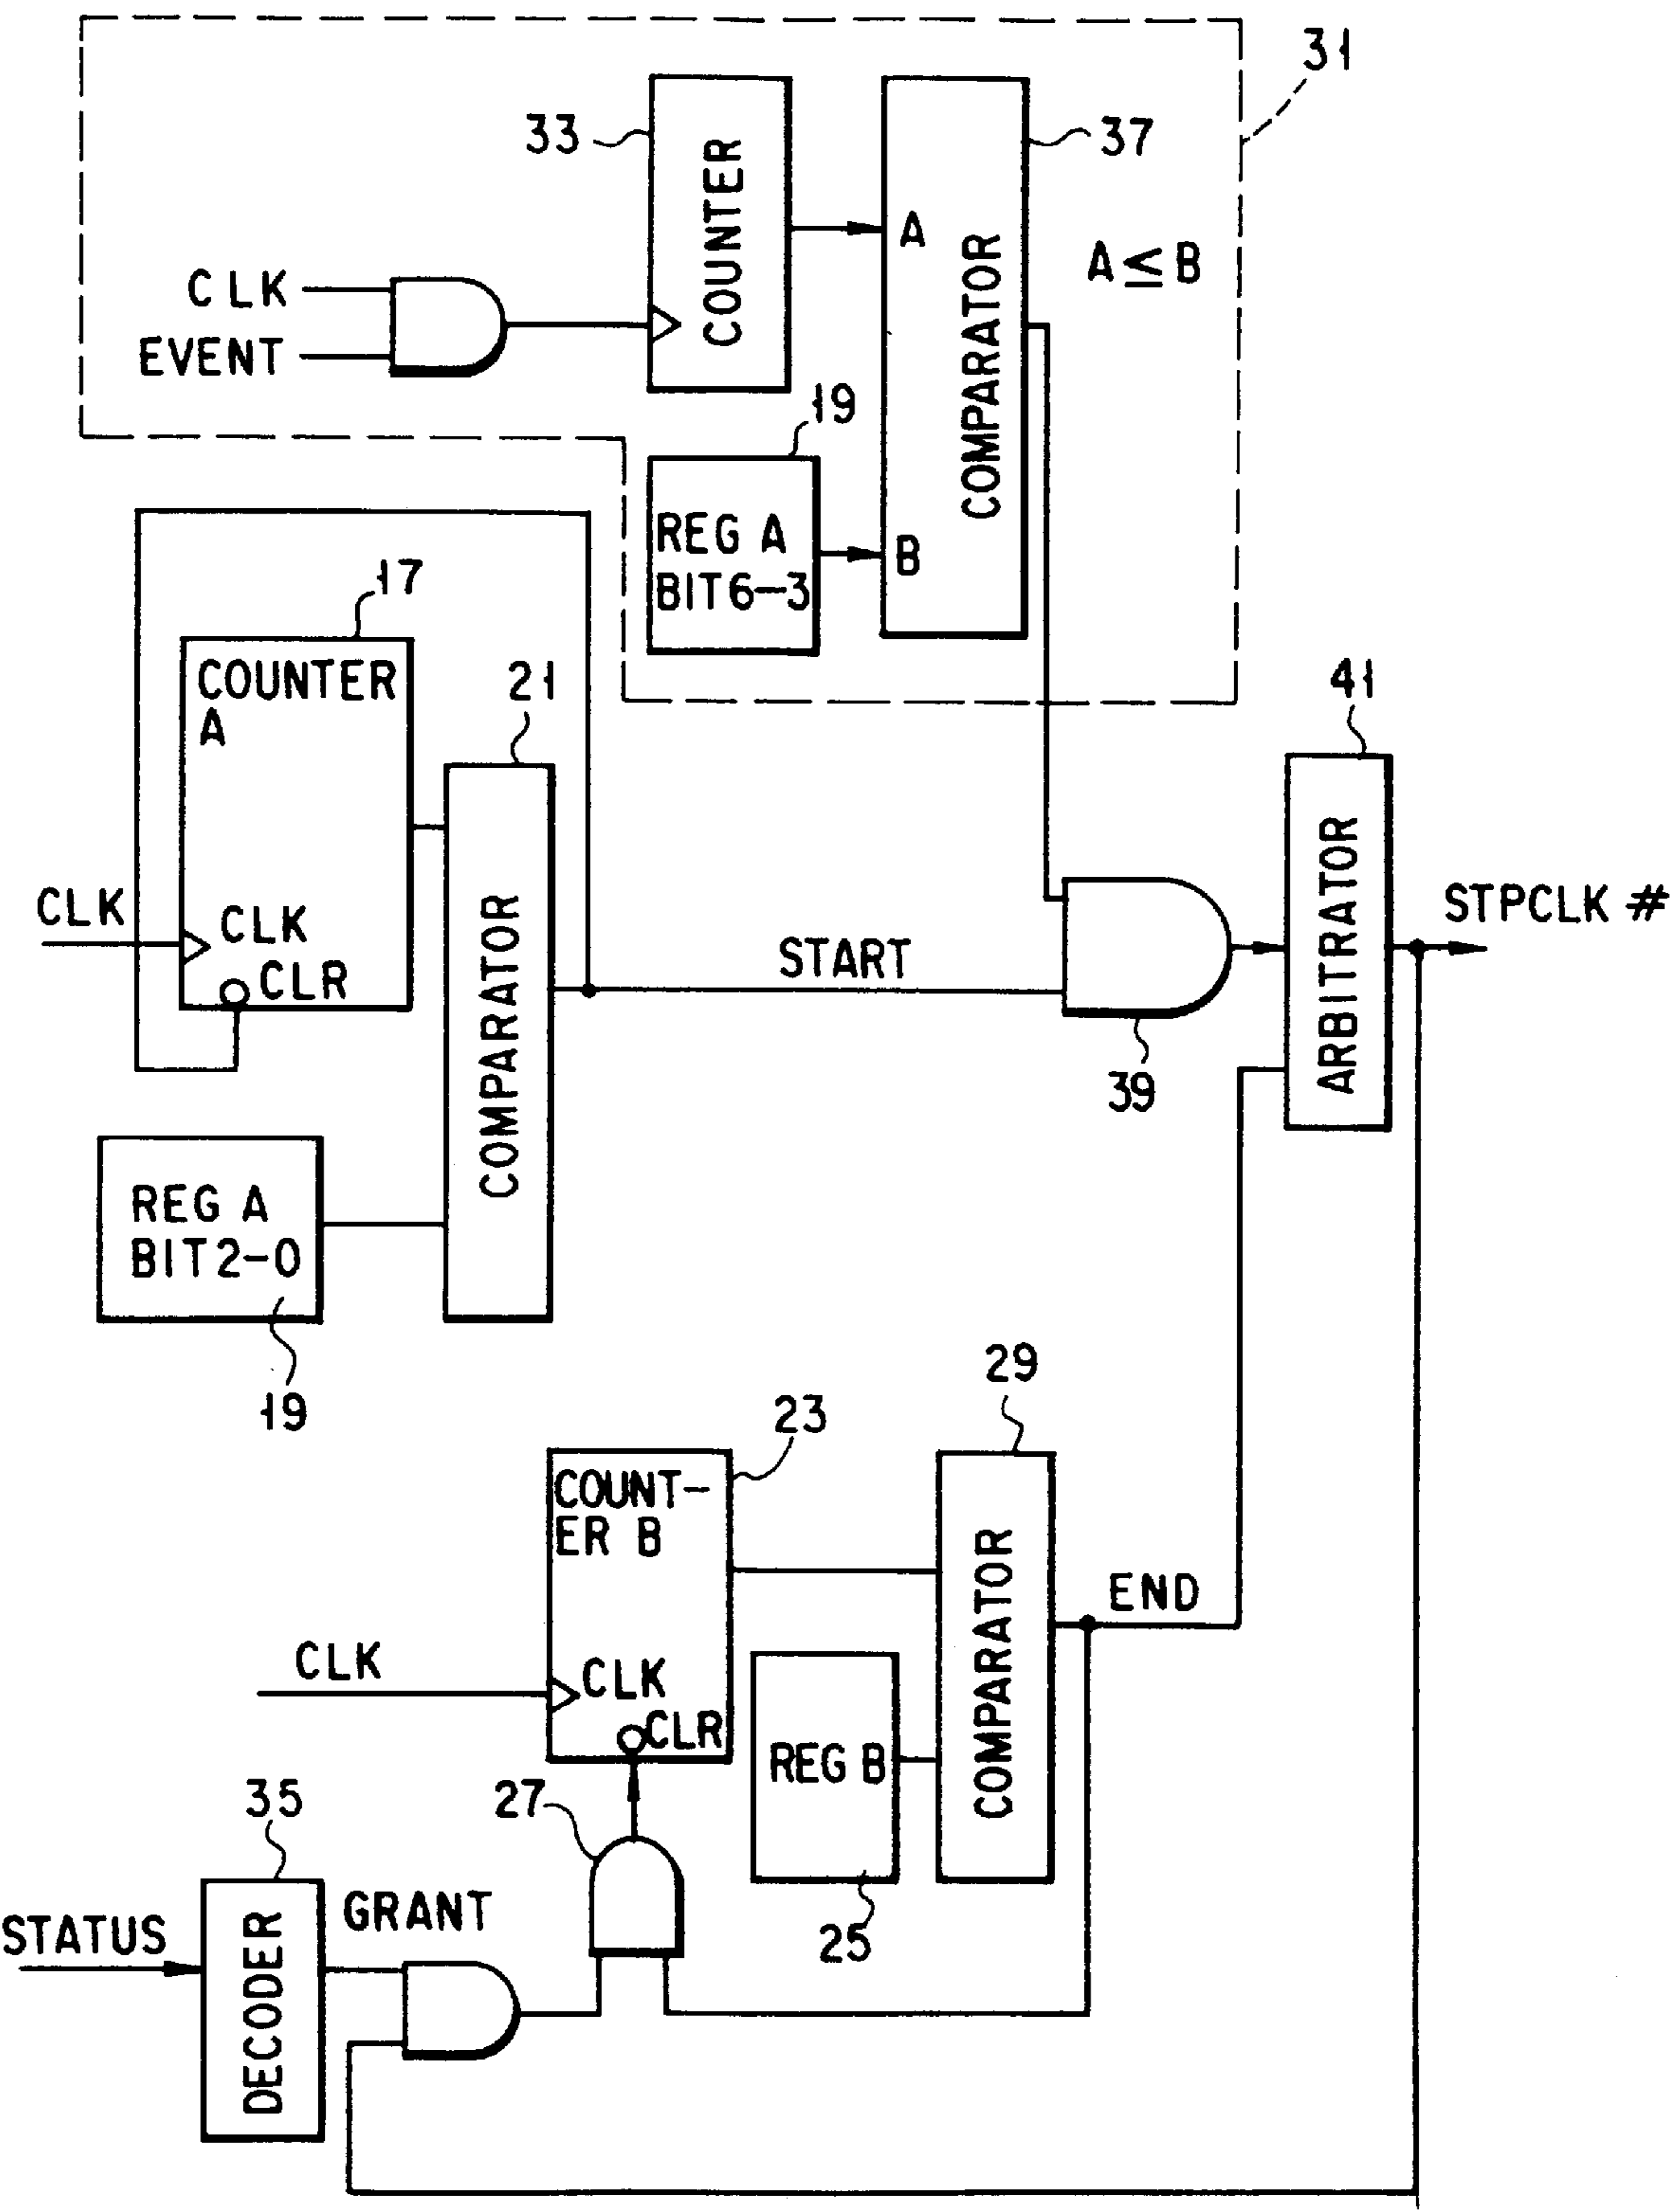 31
33
COUNTER
37
A
COMPARATOR
A ≤ B
CLK
EVENT
19
REG A
BIT6-3
B
17
COUNTER
A
21
41
CLK
CLK
CLR
COMPARATOR
START
ARBITRATOR
STPCLK #
39
REG A
BIT2-0
19
29
23
COUNT-
ER B
COMPARATOR
END
CLK
CLK
CLR
REG B
35
27
25
GRANT
STATUS
DECODER